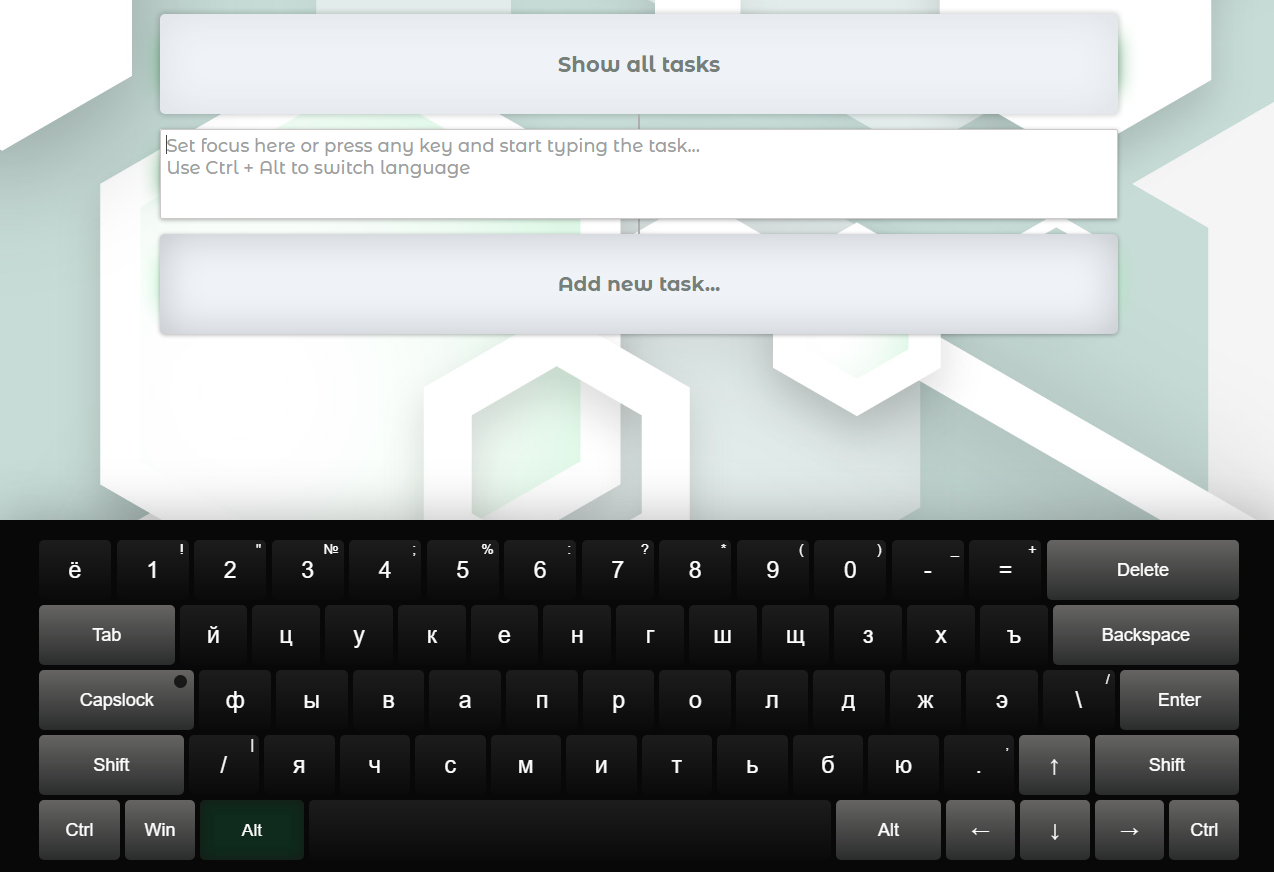 Show all tasks
Set focus here or press any key and start typing the task...
Use Ctrl + Alt to switch language
Add new task...
ё 1 ! 2 " 3 № 4 ; 5 % 6 : 7 ? 8 * 9 ( 0 ) - _ = + Delete
Tab й ц у к е н г ш щ з х ъ Backspace
Capslock ф ы в а п р о л д ж э \ / Enter
Shift / | я ч с м и т ь б ю . , ↑ Shift
Ctrl Win Alt Alt ← ↓ → Ctrl